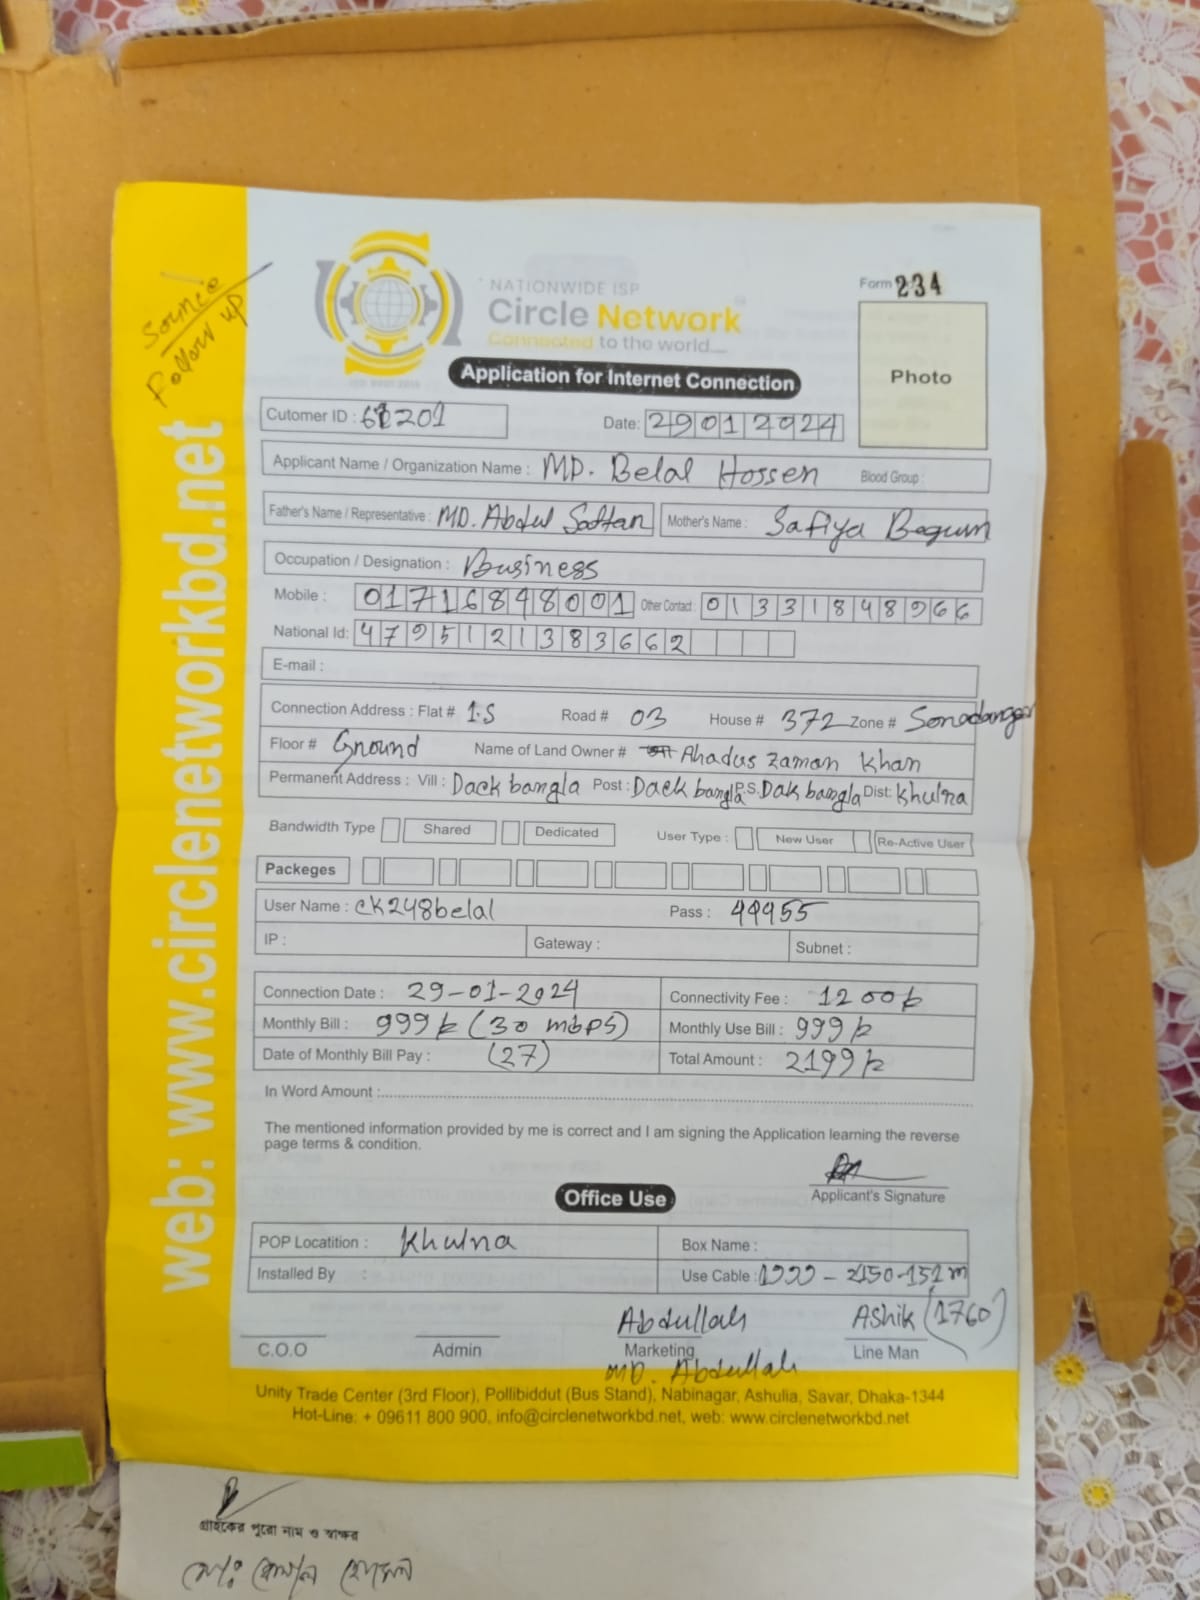 Sounie
Follow up
web: www.circlenetworkbd.net
NATIONWIDE ISP
Circle Network
Connected to the world....
Form 234
Photo
Application for Internet Connection
Cutomer ID : 61201
Date: 29012024
Applicant Name / Organization Name : MD. Belal Hossen Blood Group :
Father's Name / Representative : MD. Abdul Sattar Mother's Name : Safiya Begum
Occupation / Designation : Business
Mobile : 01716848001 Other Contact : 01331848966
National Id: 4795121383662
E-mail :
Connection Address : Flat # 1.S Road # 03 House # 372 Zone # Sonadanga
Floor # Ground Name of Land Owner # Ahadus Zaman Khan
Permanent Address : Vill : Dack bangla Post : Dack bangla P.S. Dak bangla Dist: Khulna
Bandwidth Type Shared Dedicated User Type : New User Re-Active User
Packeges
User Name : ck248belal Pass : 44955
IP : Gateway : Subnet :
Connection Date : 29-01-2024 Connectivity Fee : 1200৳
Monthly Bill : 999৳ (30 mbps) Monthly Use Bill : 999৳
Date of Monthly Bill Pay : (27) Total Amount : 2199৳
In Word Amount :
The mentioned information provided by me is correct and I am signing the Application learning the reverse
page terms & condition.
Applicant's Signature
Office Use
POP Locatition : Khulna Box Name :
Installed By : Use Cable : - 2150-151m
Abdullah Ashik (1760)
C.O.O Admin Marketing Line Man
MD. Abdullah
Unity Trade Center (3rd Floor), Pollibiddut (Bus Stand), Nabinagar, Ashulia, Savar, Dhaka-1344
Hot-Line: + 09611 800 900, info@circlenetworkbd.net, web: www.circlenetworkbd.net
গ্রাহকের পুরো নাম ও স্বাক্ষর
মোঃ বেলাল হোসেন